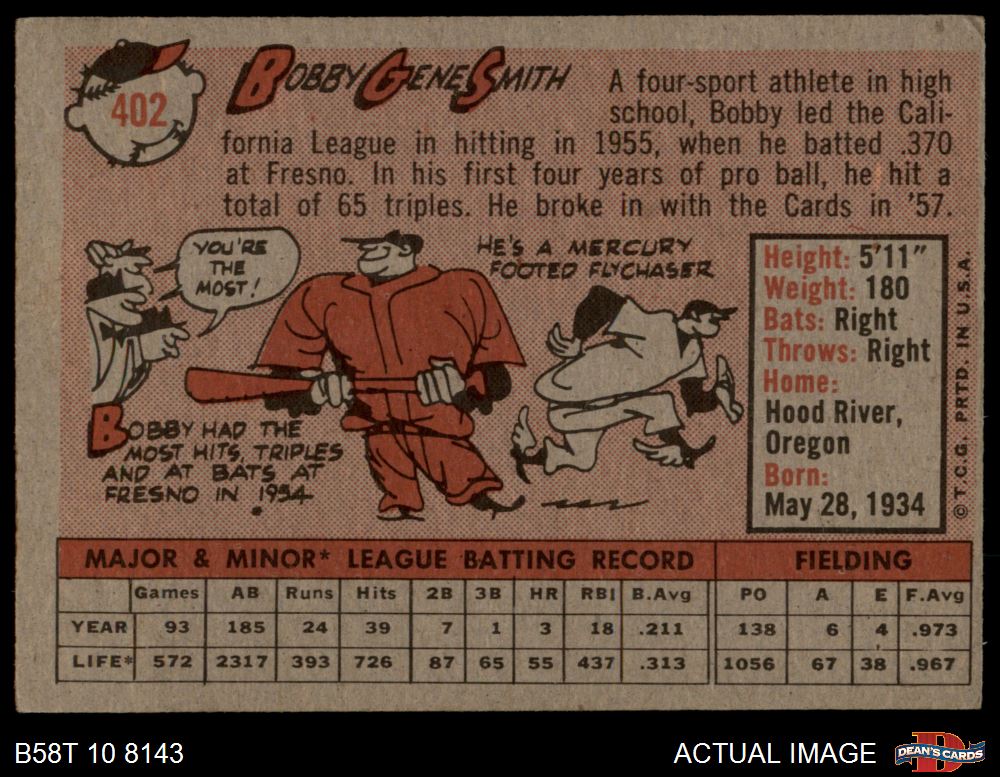 402
BOBBY GENE SMITH
A four-sport athlete in high
school, Bobby led the Cali-
fornia League in hitting in 1955, when he batted .370
at Fresno. In his first four years of pro ball, he hit a
total of 65 triples. He broke in with the Cards in '57.
YOU'RE
THE
MOST!
HE'S A MERCURY
FOOTED FLYCHASER
BOBBY HAD THE
MOST HITS, TRIPLES
AND AT BATS AT
FRESNO IN 1954.
Height: 5'11"
Weight: 180
Bats: Right
Throws: Right
Home:
Hood River,
Oregon
Born:
May 28, 1934
©T.C.G. PRTD. IN U.S.A.
MAJOR & MINOR* LEAGUE BATTING RECORD FIELDING
Games AB Runs Hits 2B 3B HR RBI B.Avg PO A E F.Avg
YEAR 93 185 24 39 7 1 3 18 .211 138 6 4 .973
LIFE* 572 2317 393 726 87 65 55 437 .313 1056 67 38 .967
B58T 10 8143
ACTUAL IMAGE
D
DEAN'S CARDS